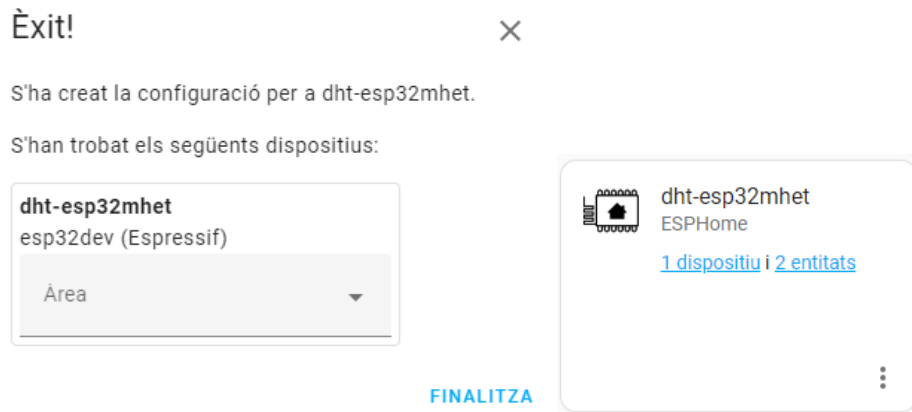 Èxit!
S'ha creat la configuració per a dht-esp32mhet.
S'han trobat els següents dispositius:
dht-esp32mhet
esp32dev (Espressif)
Àrea
FINALITZA
dht-esp32mhet
ESPHome
1 dispositiu i 2 entitats